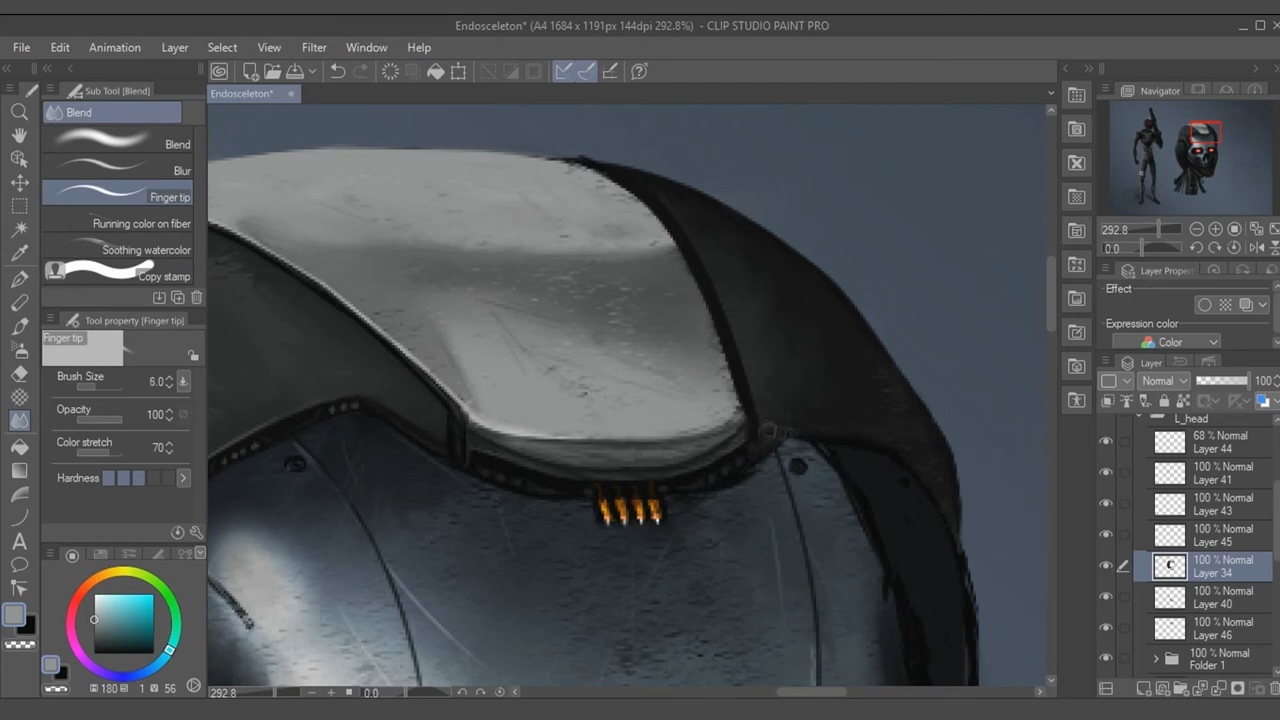 Endosceleton* (A4 1684 x 1191px 144dpi 292.8%) - CLIP STUDIO PAINT PRO
File Edit Animation Layer Select View Filter Window Help
Sub Tool [Blend]
Endosceleton*
Navigator
Blend
Blend
Blur
Finger tip
Running color on fiber
Soothing watercolor
Copy stamp
292.8
0.0
Layer Proper
Effect
Tool property [Finger tip]
Finger tip
Expression color
Color
Layer
Brush Size 6.0
Normal 100
Opacity 100
L_head
68 % Normal
Layer 44
Color stretch 70
100 % Normal
Layer 41
Hardness
100 % Normal
Layer 43
100 % Normal
Layer 45
100 % Normal
Layer 34
100 % Normal
Layer 40
100 % Normal
Layer 46
100 % Normal
Folder 1
H 180 S 1 V 56
292.8 0.0